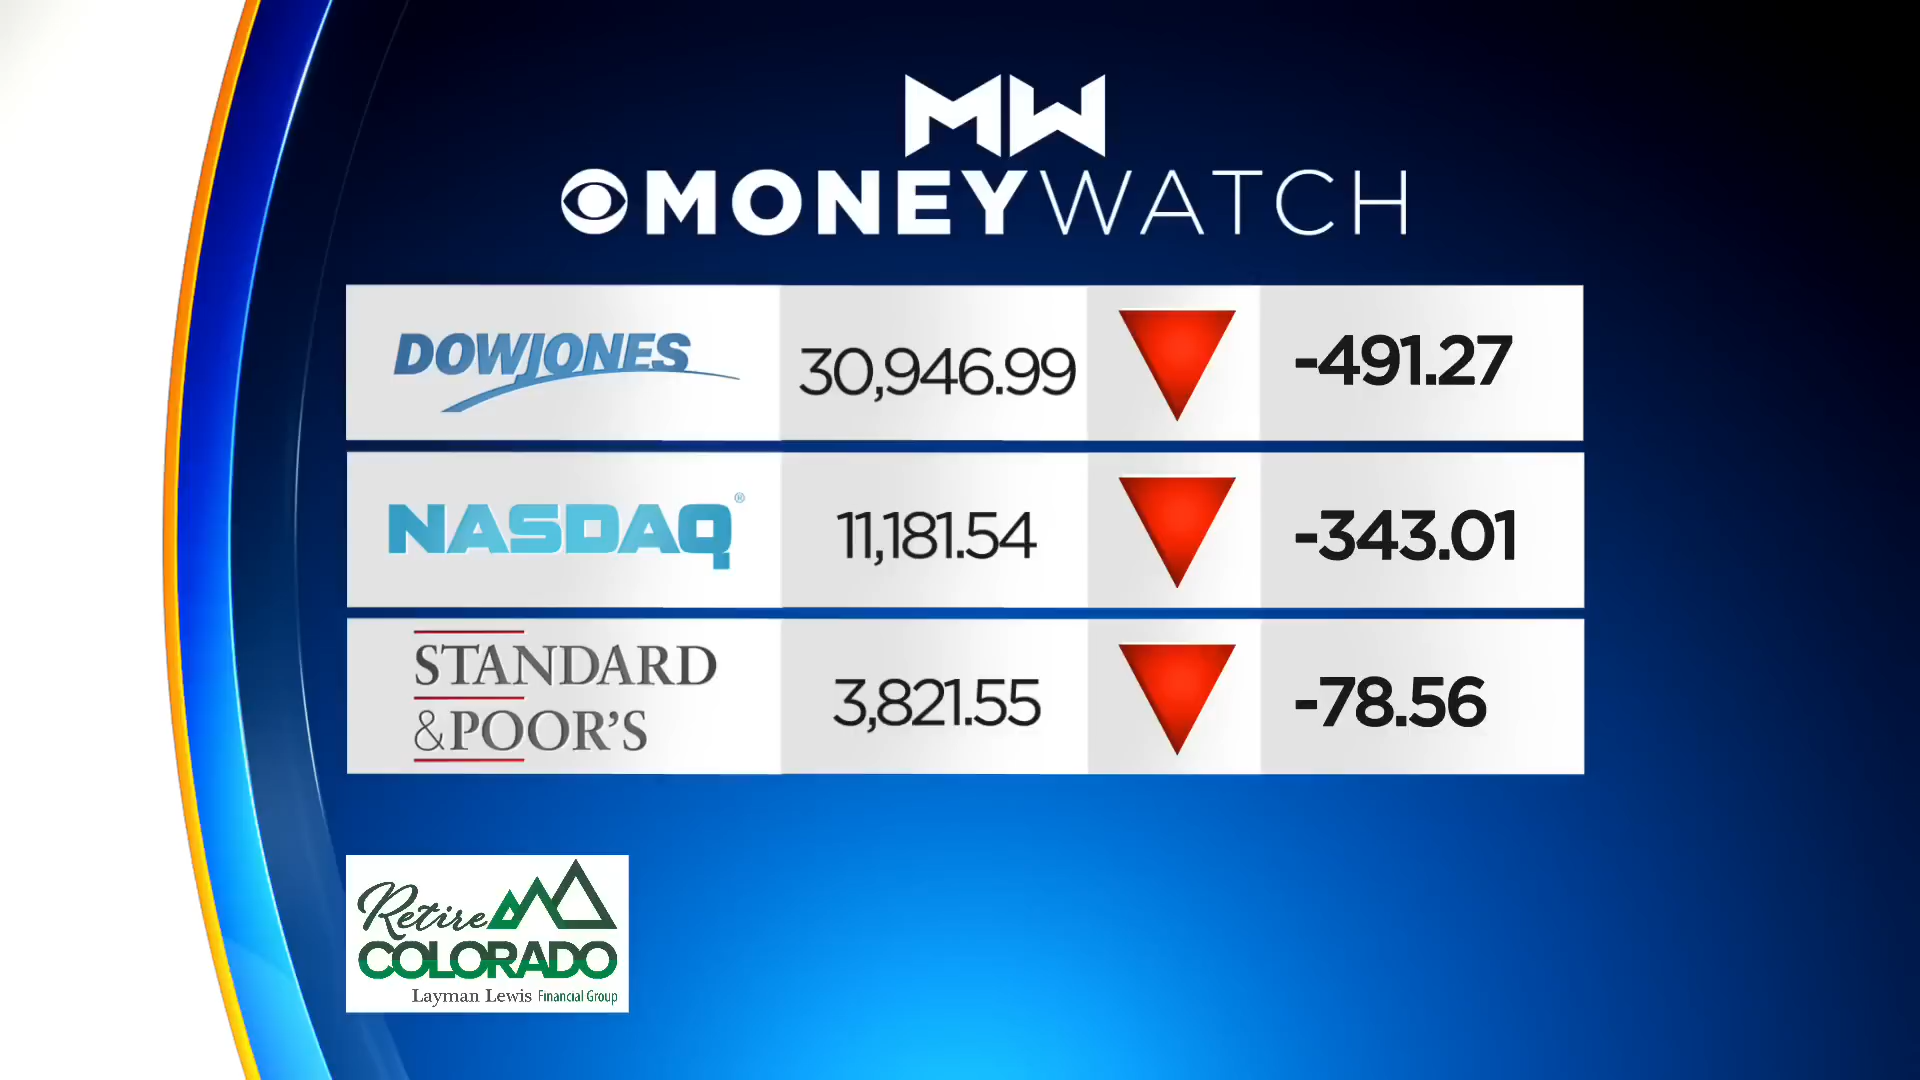 MW
MONEYWATCH
DOWJONES 30,946.99 -491.27
NASDAQ® 11,181.54 -343.01
STANDARD
&POOR'S 3,821.55 -78.56
Retire
COLORADO
Layman Lewis Financial Group